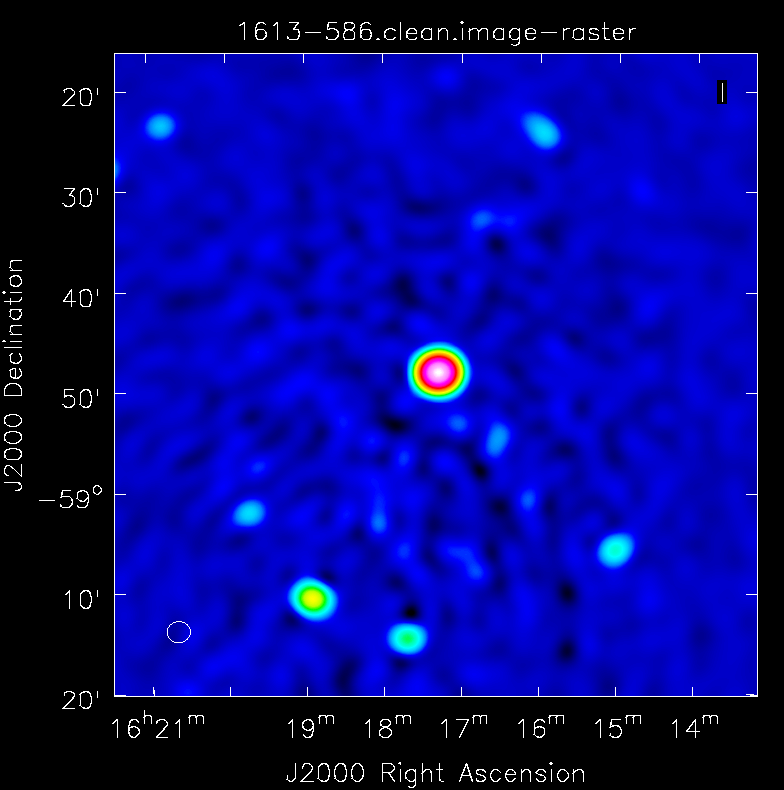 1613-586.clean.image-raster
I
20'
30'
40'
50'
-59°
10'
20'
J2000 Declination
16ʰ21ᵐ 19ᵐ 18ᵐ 17ᵐ 16ᵐ 15ᵐ 14ᵐ
J2000 Right Ascension